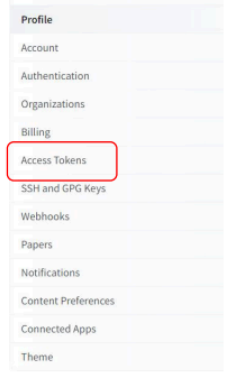 Profile
Account
Authentication
Organizations
Billing
Access Tokens
SSH and GPG Keys
Webhooks
Papers
Notifications
Content Preferences
Connected Apps
Theme